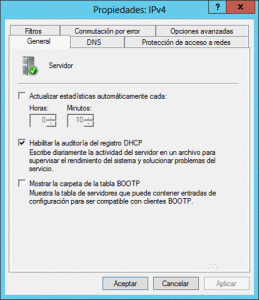 Propiedades: IPv4
Filtros
Conmutación por error
Opciones avanzadas
General
DNS
Protección de acceso a redes
Servidor
Actualizar estadísticas automáticamente cada:
Horas:
Minutos:
0
10
Habilitar la auditoría del registro DHCP
Escribe diariamente la actividad del servidor en un archivo para
supervisar el rendimiento del sistema y solucionar problemas del
servicio.
Mostrar la carpeta de la tabla BOOTP
Muestra la tabla de servidores que puede contener entradas de
configuración para ser compatible con clientes BOOTP.
Aceptar
Cancelar
Aplicar